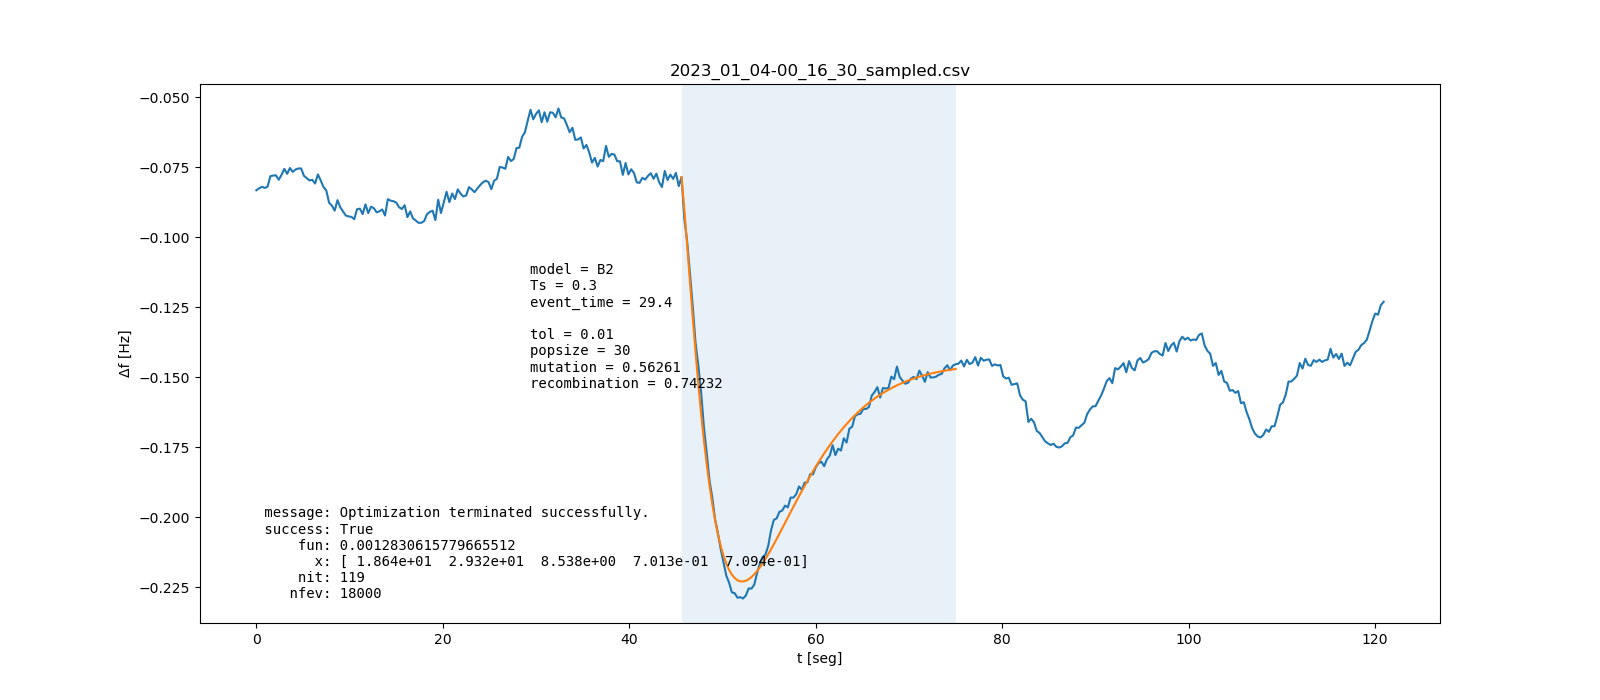 2023_01_04-00_16_30_sampled.csv
−0.050
−0.075
−0.100
−0.125
−0.150
−0.175
−0.200
−0.225
Δf [Hz]
model = B2
Ts = 0.3
event_time = 29.4
tol = 0.01
popsize = 30
mutation = 0.56261
recombination = 0.74232
message: Optimization terminated successfully.
success: True
fun: 0.0012830615779665512
x: [ 1.864e+01 2.932e+01 8.538e+00 7.013e-01 7.094e-01]
nit: 119
nfev: 18000
0 20 40 60 80 100 120
t [seg]